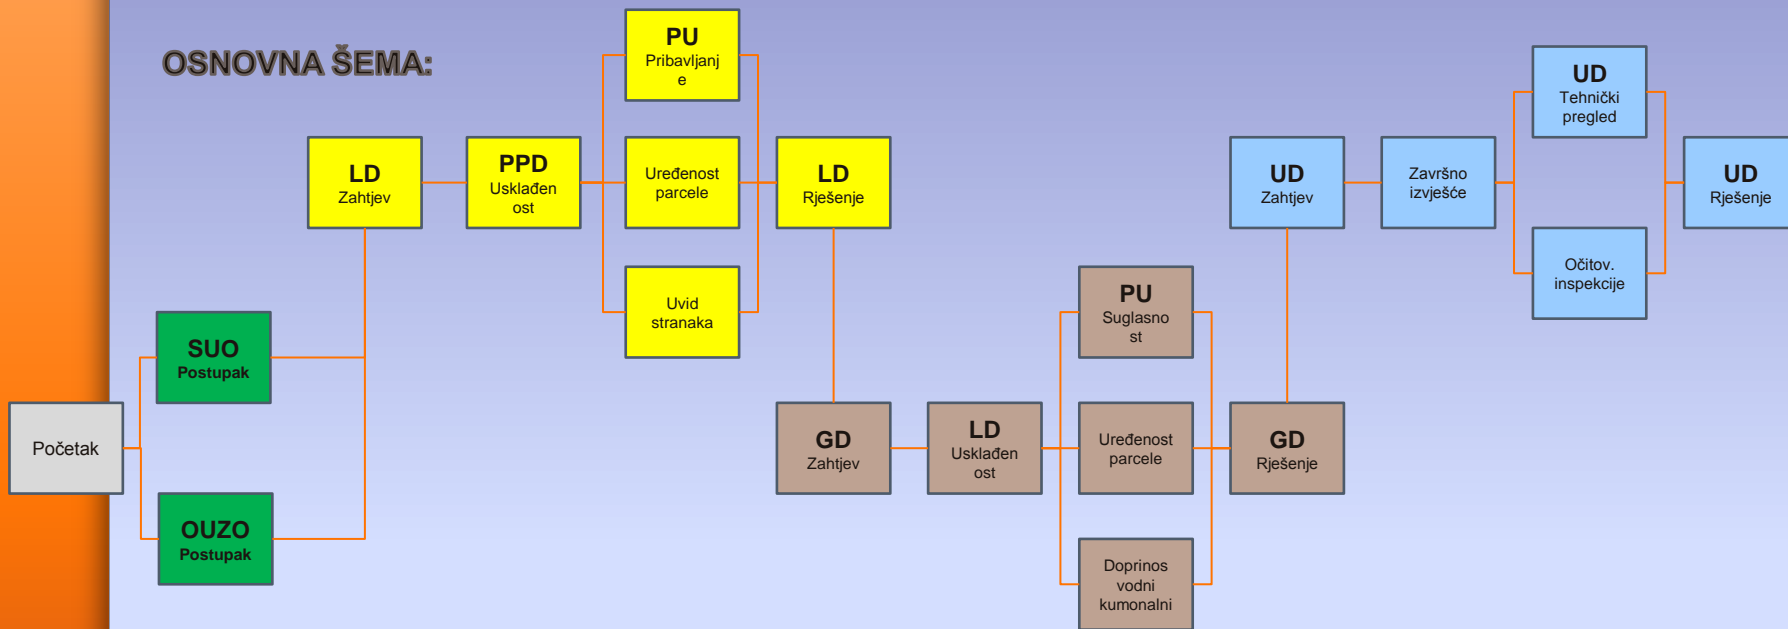 OSNOVNA ŠEMA:
Početak
SUO
Postupak
OUZO
Postupak
LD
Zahtjev
PPD
Usklađen
ost
PU
Pribavljanj
e
Uređenost
parcele
Uvid
stranaka
LD
Rješenje
GD
Zahtjev
LD
Usklađen
ost
PU
Suglasno
st
Uređenost
parcele
Doprinos
vodni
kumonalni
GD
Rješenje
UD
Zahtjev
Završno
izvješće
UD
Tehnički
pregled
Očitov.
inspekcije
UD
Rješenje